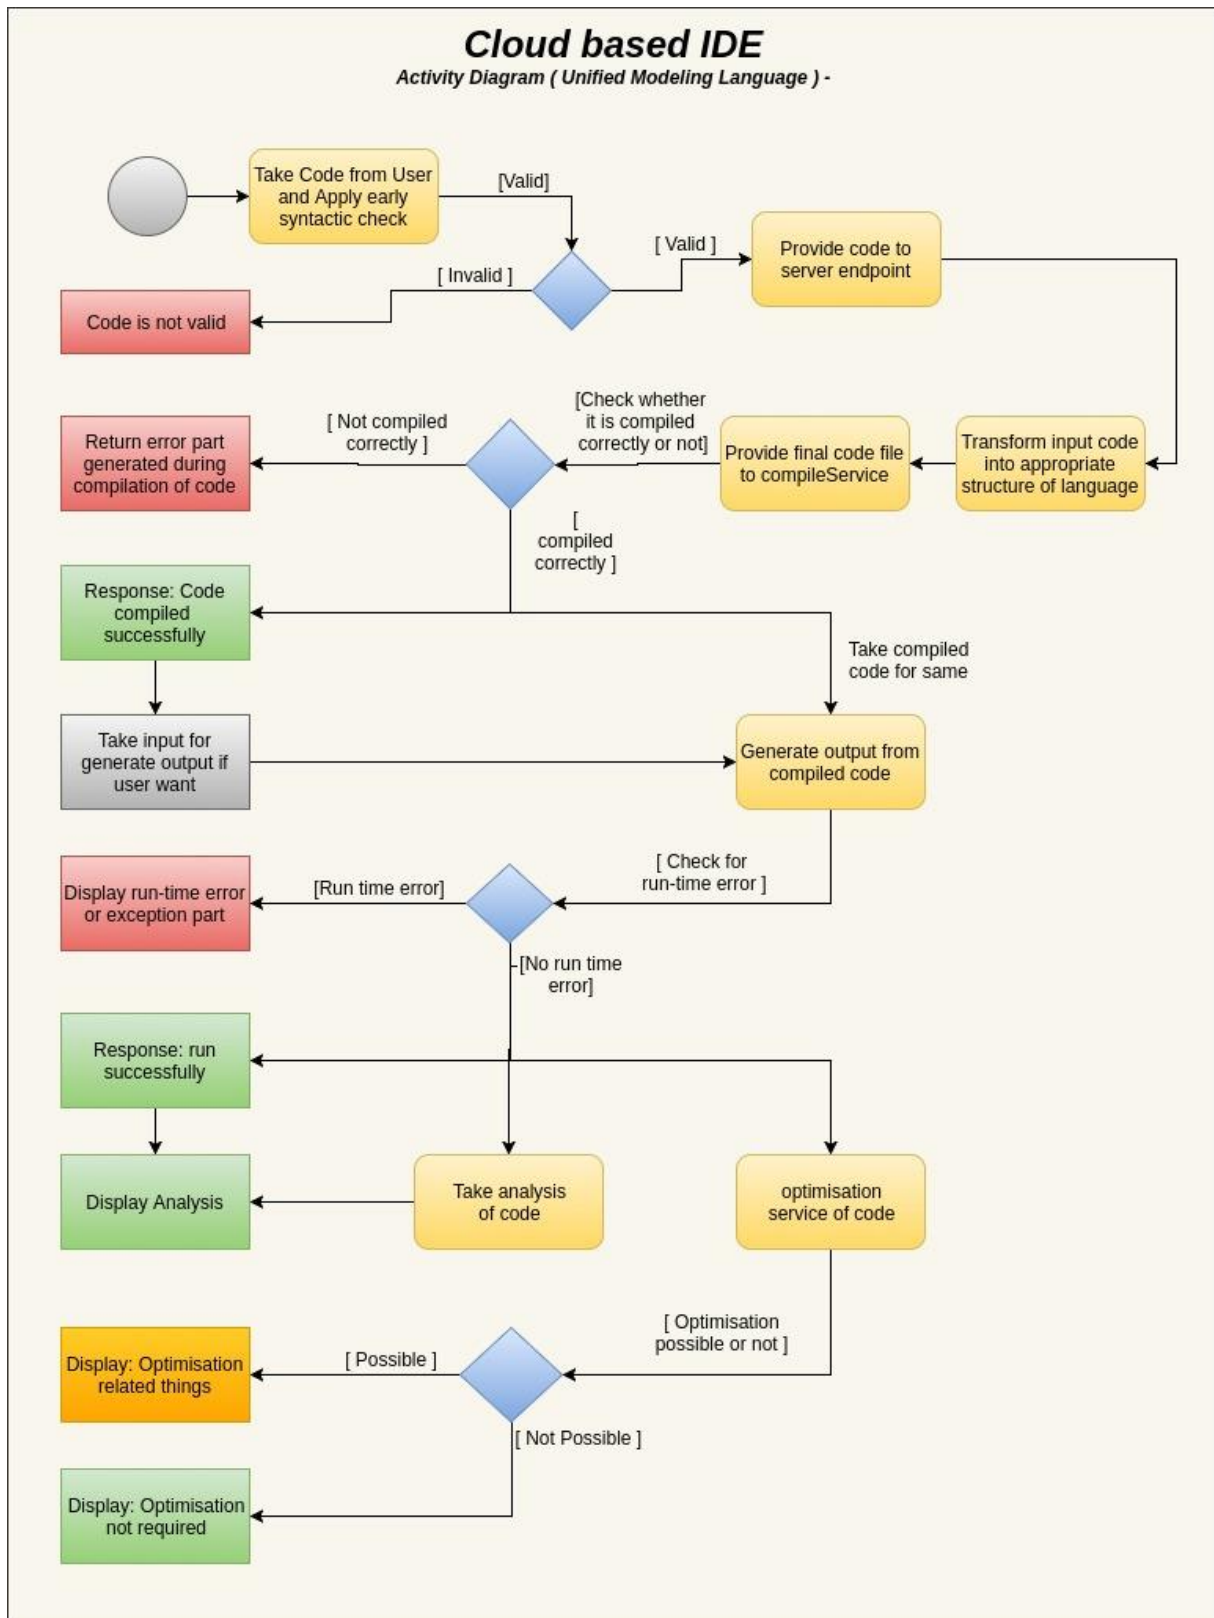 Cloud based IDE
Activity Diagram ( Unified Modeling Language ) -
Take Code from User
and Apply early
syntactic check
[Valid]
[ Valid ]
Provide code to
server endpoint
[ Invalid ]
Code is not valid
[Check whether
it is compiled
correctly or not]
[ Not compiled
correctly ]
Return error part
generated during
compilation of code
Provide final code file
to compileService
Transform input code
into appropriate
structure of language
[
compiled
correctly ]
Response: Code
compiled
successfully
Take compiled
code for same
Take input for
generate output if
user want
Generate output from
compiled code
[ Check for
run-time error ]
[Run time error]
Display run-time error
or exception part
[No run time
error]
Response: run
successfully
Display Analysis
Take analysis
of code
optimisation
service of code
[ Optimisation
possible or not ]
[ Possible ]
Display: Optimisation
related things
[ Not Possible ]
Display: Optimisation
not required